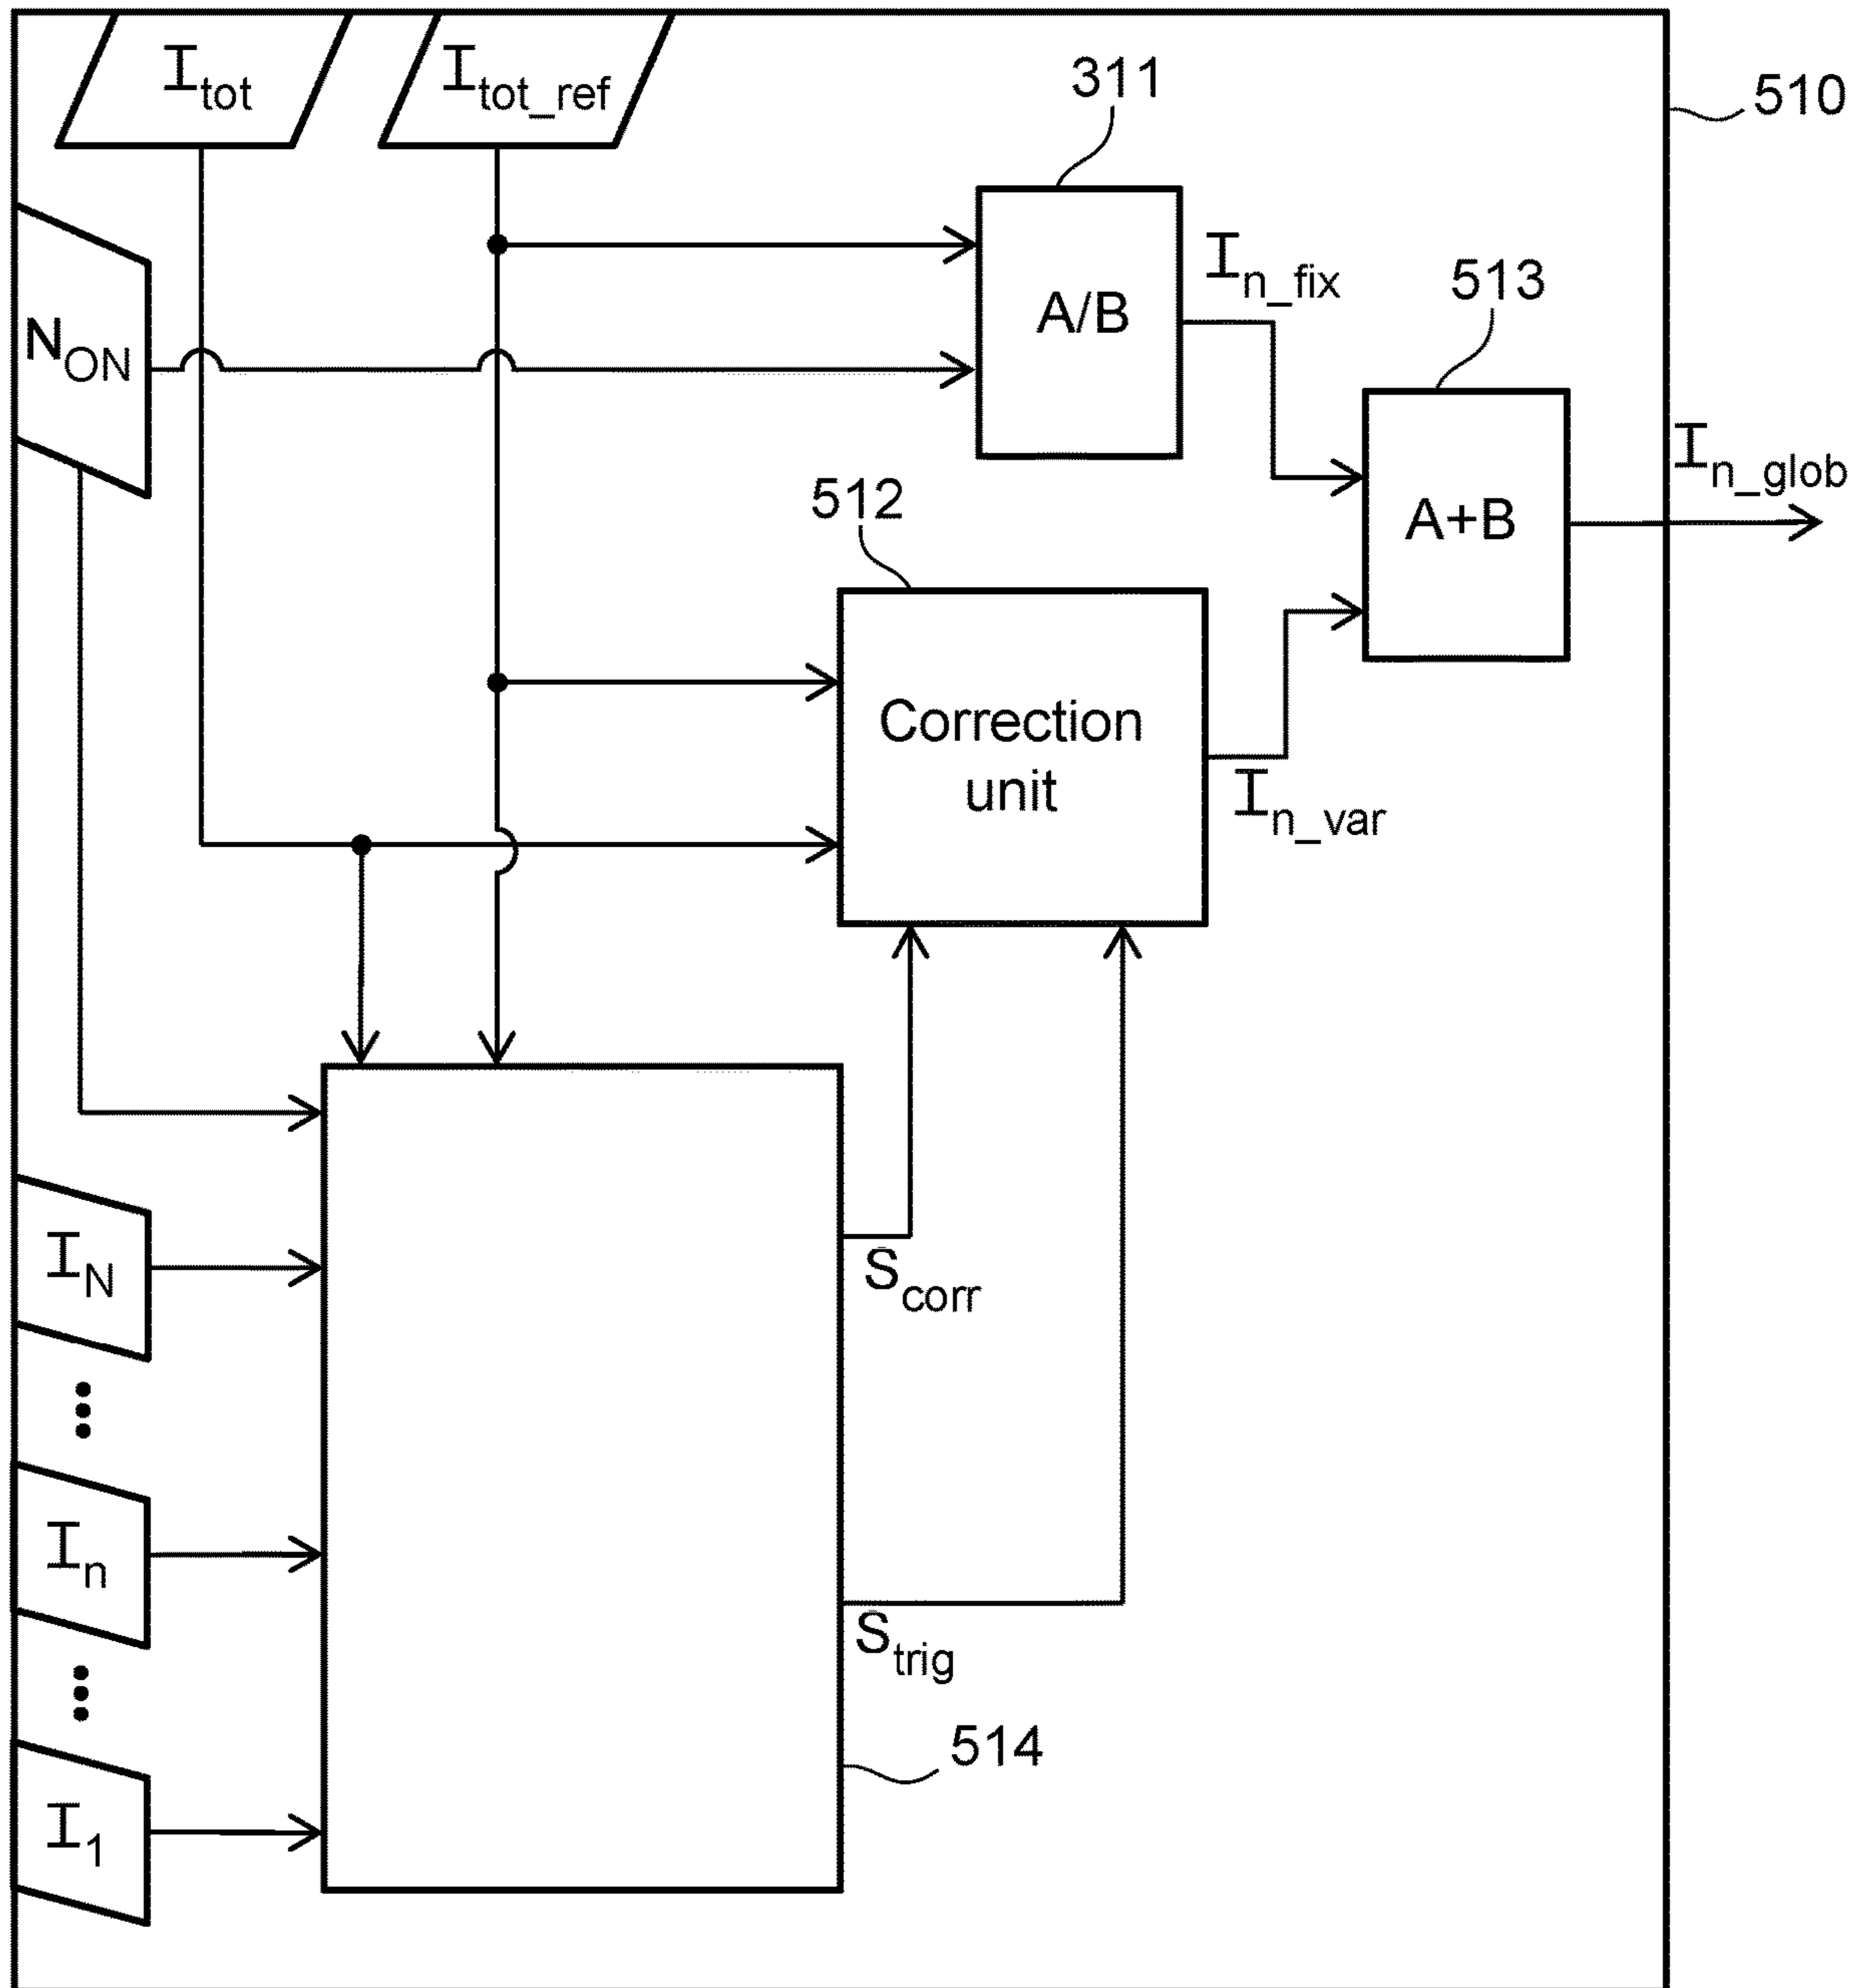 I_tot
I_tot_ref
311
510
N_ON
A/B
I_n_fix
513
A+B
I_n_glob
512
Correction
unit
I_n_var
I_N
S_corr
I_n
S_trig
514
I_1